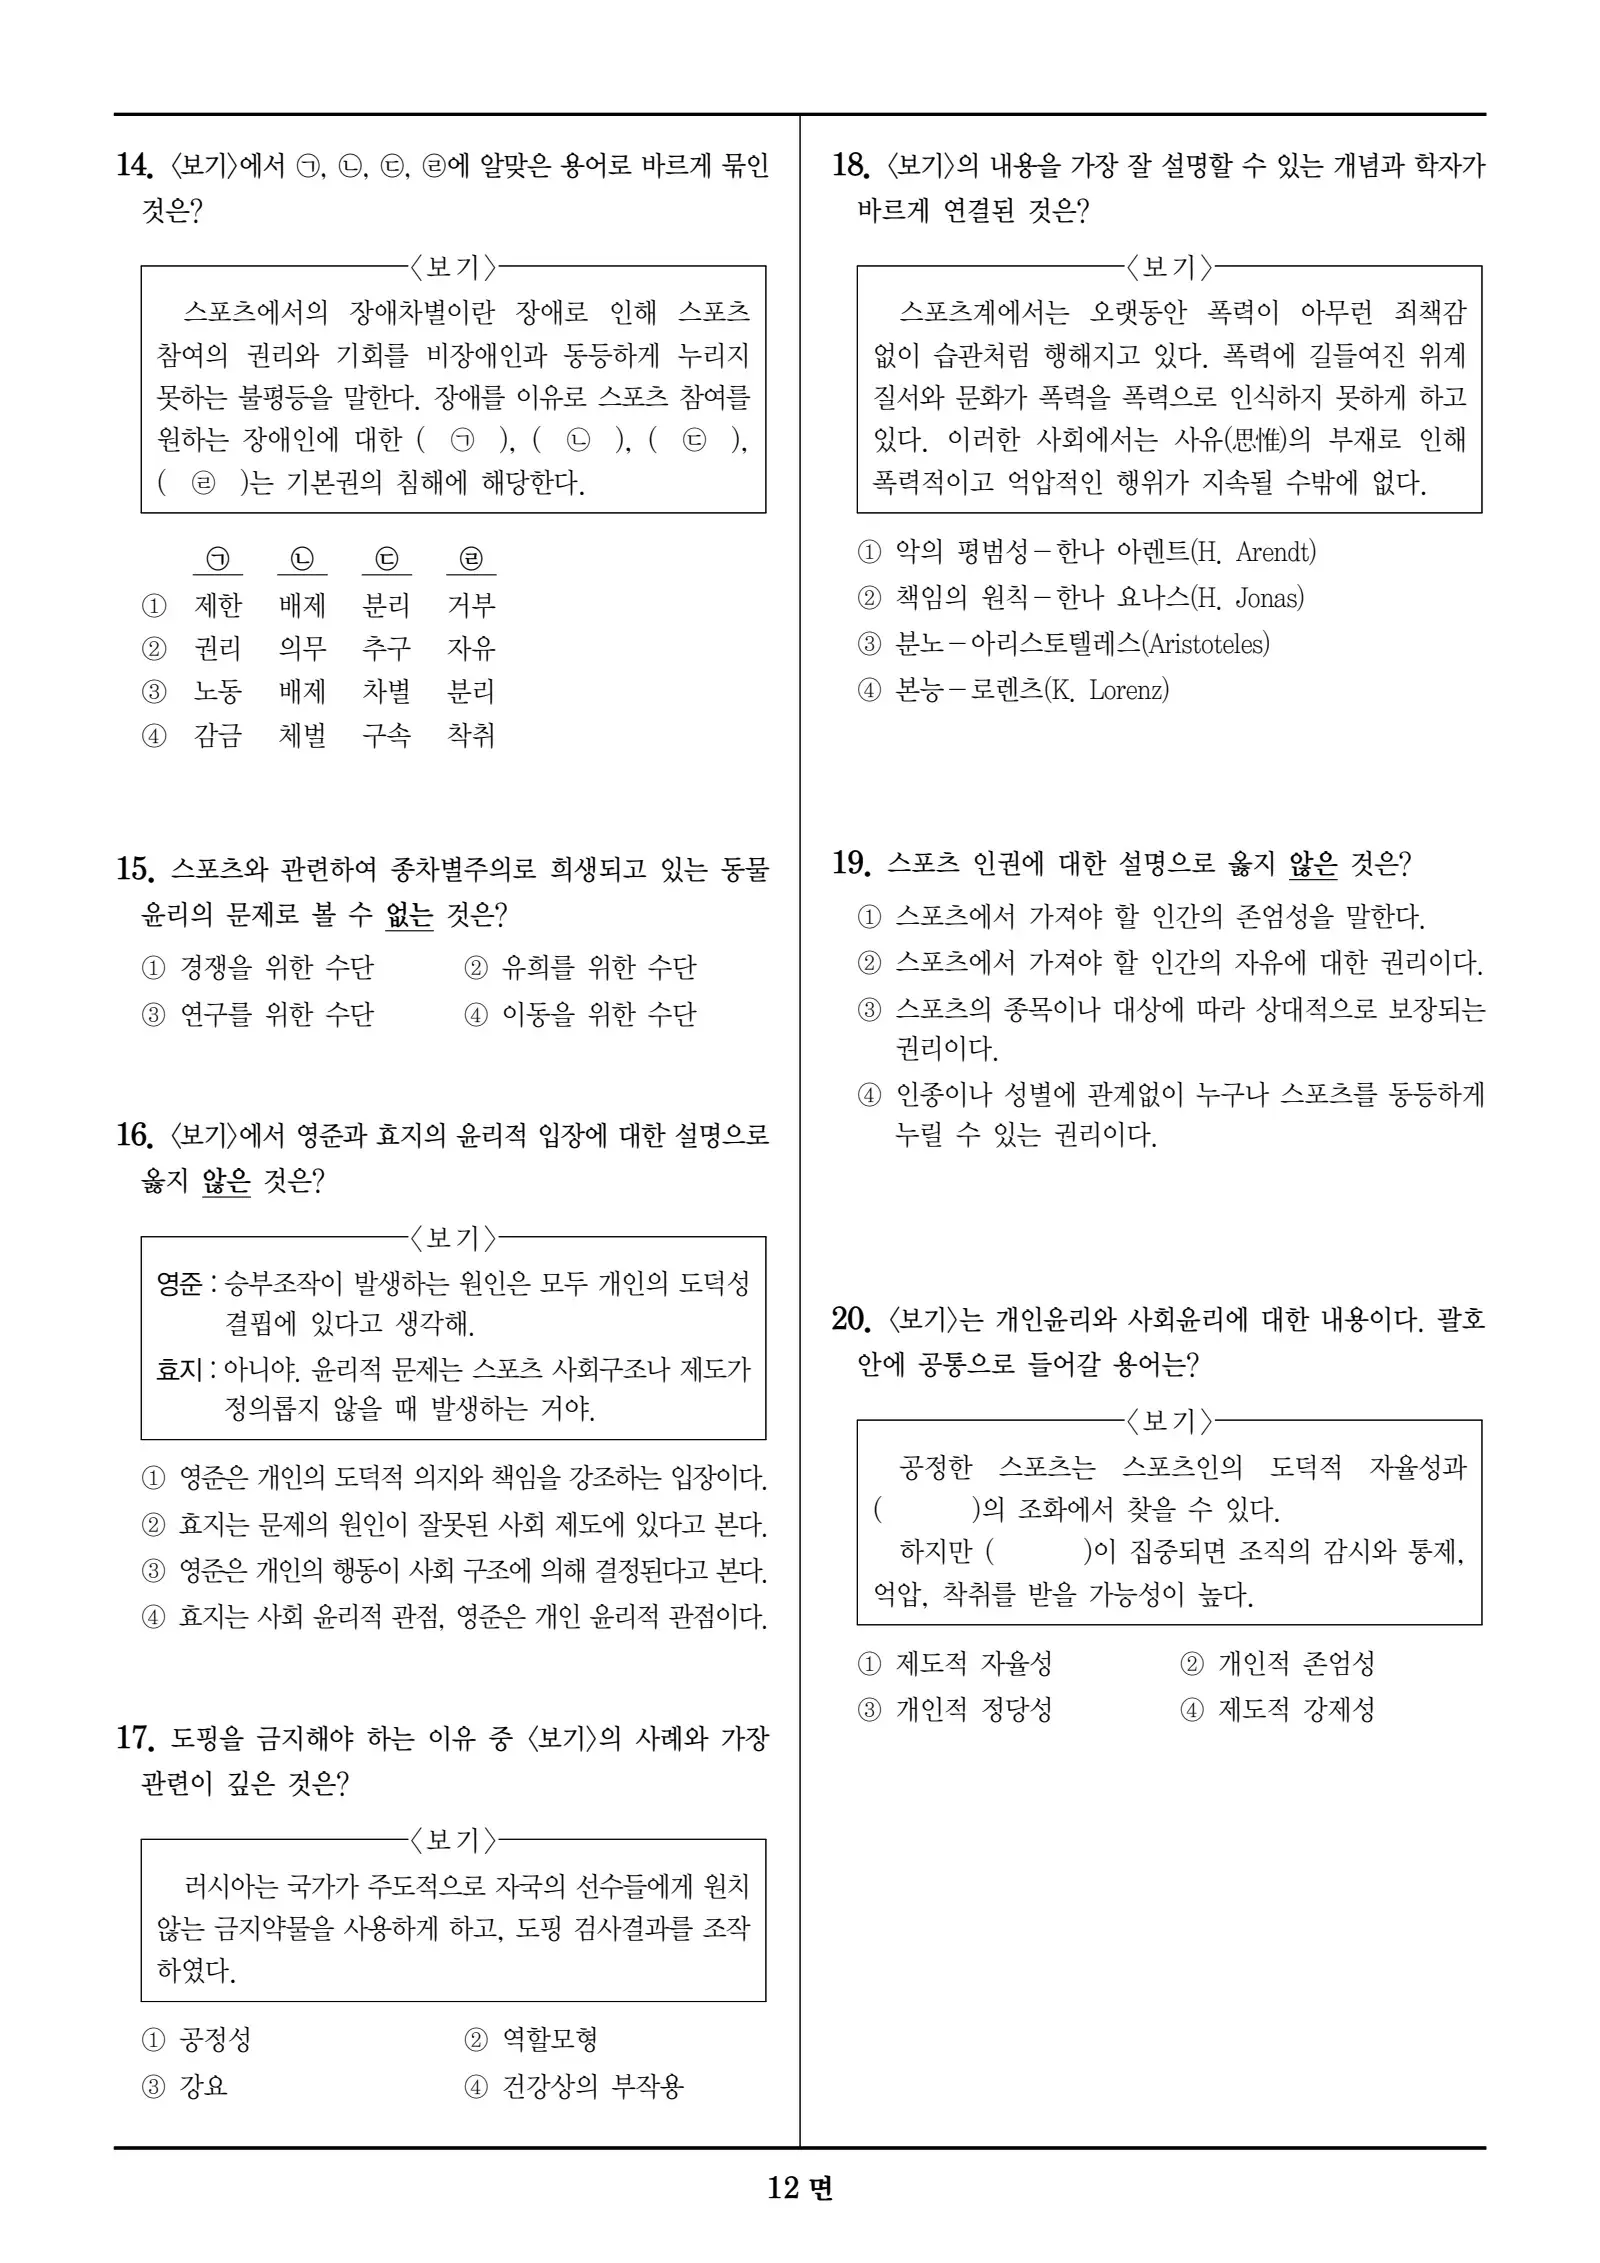 14. 〈보기〉에서 ㉠, ㉡, ㉢, ㉣에 알맞은 용어로 바르게 묶인
것은?
〈보기〉
스포츠에서의 장애차별이란 장애로 인해 스포츠
참여의 권리와 기회를 비장애인과 동등하게 누리지
못하는 불평등을 말한다. 장애를 이유로 스포츠 참여를
원하는 장애인에 대한 ( ㉠ ), ( ㉡ ), ( ㉢ ),
( ㉣ )는 기본권의 침해에 해당한다.
㉠ ㉡ ㉢ ㉣
① 제한 배제 분리 거부
② 권리 의무 추구 자유
③ 노동 배제 차별 분리
④ 감금 체벌 구속 착취
15. 스포츠와 관련하여 종차별주의로 희생되고 있는 동물
윤리의 문제로 볼 수 없는 것은?
① 경쟁을 위한 수단 ② 유희를 위한 수단
③ 연구를 위한 수단 ④ 이동을 위한 수단
16. 〈보기〉에서 영준과 효지의 윤리적 입장에 대한 설명으로
옳지 않은 것은?
〈보기〉
영준 : 승부조작이 발생하는 원인은 모두 개인의 도덕성
결핍에 있다고 생각해.
효지 : 아니야. 윤리적 문제는 스포츠 사회구조나 제도가
정의롭지 않을 때 발생하는 거야.
① 영준은 개인의 도덕적 의지와 책임을 강조하는 입장이다.
② 효지는 문제의 원인이 잘못된 사회 제도에 있다고 본다.
③ 영준은 개인의 행동이 사회 구조에 의해 결정된다고 본다.
④ 효지는 사회 윤리적 관점, 영준은 개인 윤리적 관점이다.
17. 도핑을 금지해야 하는 이유 중 〈보기〉의 사례와 가장
관련이 깊은 것은?
〈보기〉
러시아는 국가가 주도적으로 자국의 선수들에게 원치
않는 금지약물을 사용하게 하고, 도핑 검사결과를 조작
하였다.
① 공정성 ② 역할모형
③ 강요 ④ 건강상의 부작용
18. 〈보기〉의 내용을 가장 잘 설명할 수 있는 개념과 학자가
바르게 연결된 것은?
〈보기〉
스포츠계에서는 오랫동안 폭력이 아무런 죄책감
없이 습관처럼 행해지고 있다. 폭력에 길들여진 위계
질서와 문화가 폭력을 폭력으로 인식하지 못하게 하고
있다. 이러한 사회에서는 사유(思惟)의 부재로 인해
폭력적이고 억압적인 행위가 지속될 수밖에 없다.
① 악의 평범성－한나 아렌트(H. Arendt)
② 책임의 원칙－한나 요나스(H. Jonas)
③ 분노－아리스토텔레스(Aristoteles)
④ 본능－로렌츠(K. Lorenz)
19. 스포츠 인권에 대한 설명으로 옳지 않은 것은?
① 스포츠에서 가져야 할 인간의 존엄성을 말한다.
② 스포츠에서 가져야 할 인간의 자유에 대한 권리이다.
③ 스포츠의 종목이나 대상에 따라 상대적으로 보장되는
권리이다.
④ 인종이나 성별에 관계없이 누구나 스포츠를 동등하게
누릴 수 있는 권리이다.
20. 〈보기〉는 개인윤리와 사회윤리에 대한 내용이다. 괄호
안에 공통으로 들어갈 용어는?
〈보기〉
공정한 스포츠는 스포츠인의 도덕적 자율성과
( )의 조화에서 찾을 수 있다.
하지만 ( )이 집중되면 조직의 감시와 통제,
억압, 착취를 받을 가능성이 높다.
① 제도적 자율성 ② 개인적 존엄성
③ 개인적 정당성 ④ 제도적 강제성
12 면